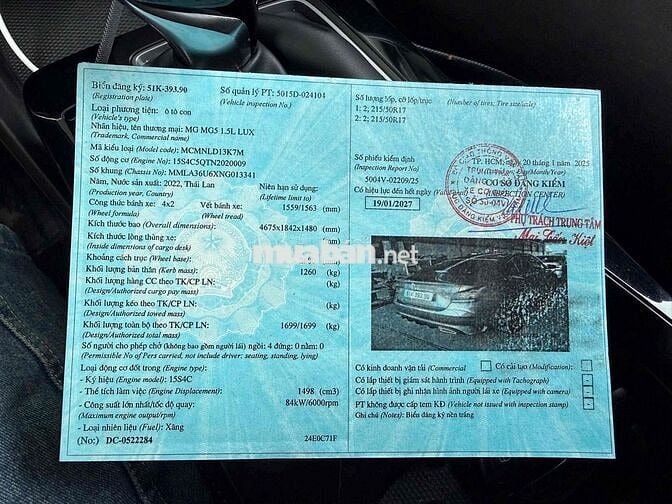 Biển đăng ký: 51K-393.90
(Registration plate)
Số quản lý PT: 5015D-024104
(Vehicle inspection No.)
Loại phương tiện: ô tô con
(Vehicle's type)
Nhãn hiệu, tên thương mại: MG MG5 1.5L LUX
(Trademark, Commercial name)
Mã kiểu loại (Model code): MCMNLD13K7M
Số động cơ (Engine No): 15S4C5QTN2020009
Số khung (Chassis No): MMLA36U6XNG013341
Năm, Nước sản xuất: 2022, Thái Lan
(Production year, Country)
Niên hạn sử dụng:
(Lifetime limit to)
Công thức bánh xe: 4x2
(Wheel formula)
Vết bánh xe: 1559/1563 (mm)
(Wheel tread)
Kích thước bao (Overall dimensions): 4675x1842x1480 (mm)
Kích thước lòng thùng xe: (mm)
(Inside dimensions of cargo desk)
Khoảng cách trục (Wheel base) (mm)
Khối lượng bản thân (Kerb mass): 1260 (kg)
Khối lượng hàng CC theo TK/CP LN: (kg)
(Design/Authorized cargo pay mass)
Khối lượng kéo theo TK/CP LN: (kg)
(Design/Authorized towed mass)
Khối lượng toàn bộ theo TK/CP LN: 1699/1699 (kg)
(Design/Authorized total mass)
Số người cho phép chở (không bao gồm người lái) ngồi: 4 đứng: 0 nằm: 0
(Permissible No of Pers carried, not include driver: seating, standing, lying)
Loại động cơ đốt trong (Engine type):
- Ký hiệu (Engine model): 15S4C
- Thể tích làm việc (Engine Displacement): 1498 (cm3)
- Công suất lớn nhất/tốc độ quay: 84kW/6000rpm
(Maximum engine output/rpm)
- Loại nhiên liệu (Fuel): Xăng
(No:) DC-0522284
24E0C71F
Số lượng lốp, cỡ lốp/trục
(Number of tires; Tire size/axle)
1: 2; 215/50R17
2: 2; 215/50R17
Số phiếu kiểm định
(Inspection Report No)
5004V-02209/25
TP. HCM, ngày 20 tháng 1 năm 2025
(Issued on: Day/Month/Year)
CƠ SỞ ĐĂNG KIỂM
(INSPECTION CENTER)
Có hiệu lực đến hết ngày
19/01/2027
PHỤ TRÁCH TRUNG TÂM
Mai Tiến Kiệt
muaban.net
Có kinh doanh vận tải (Commercial
Có cải tạo (Modification)
Có lắp thiết bị giám sát hành trình (Equipped with Tachograph)
Có lắp thiết bị ghi nhận hình ảnh người lái xe (Equipped with camera)
PT không được cấp tem KĐ (Vehicle not issued with inspection stamp)
Ghi chú (Notes): Biển đăng ký nền trắng